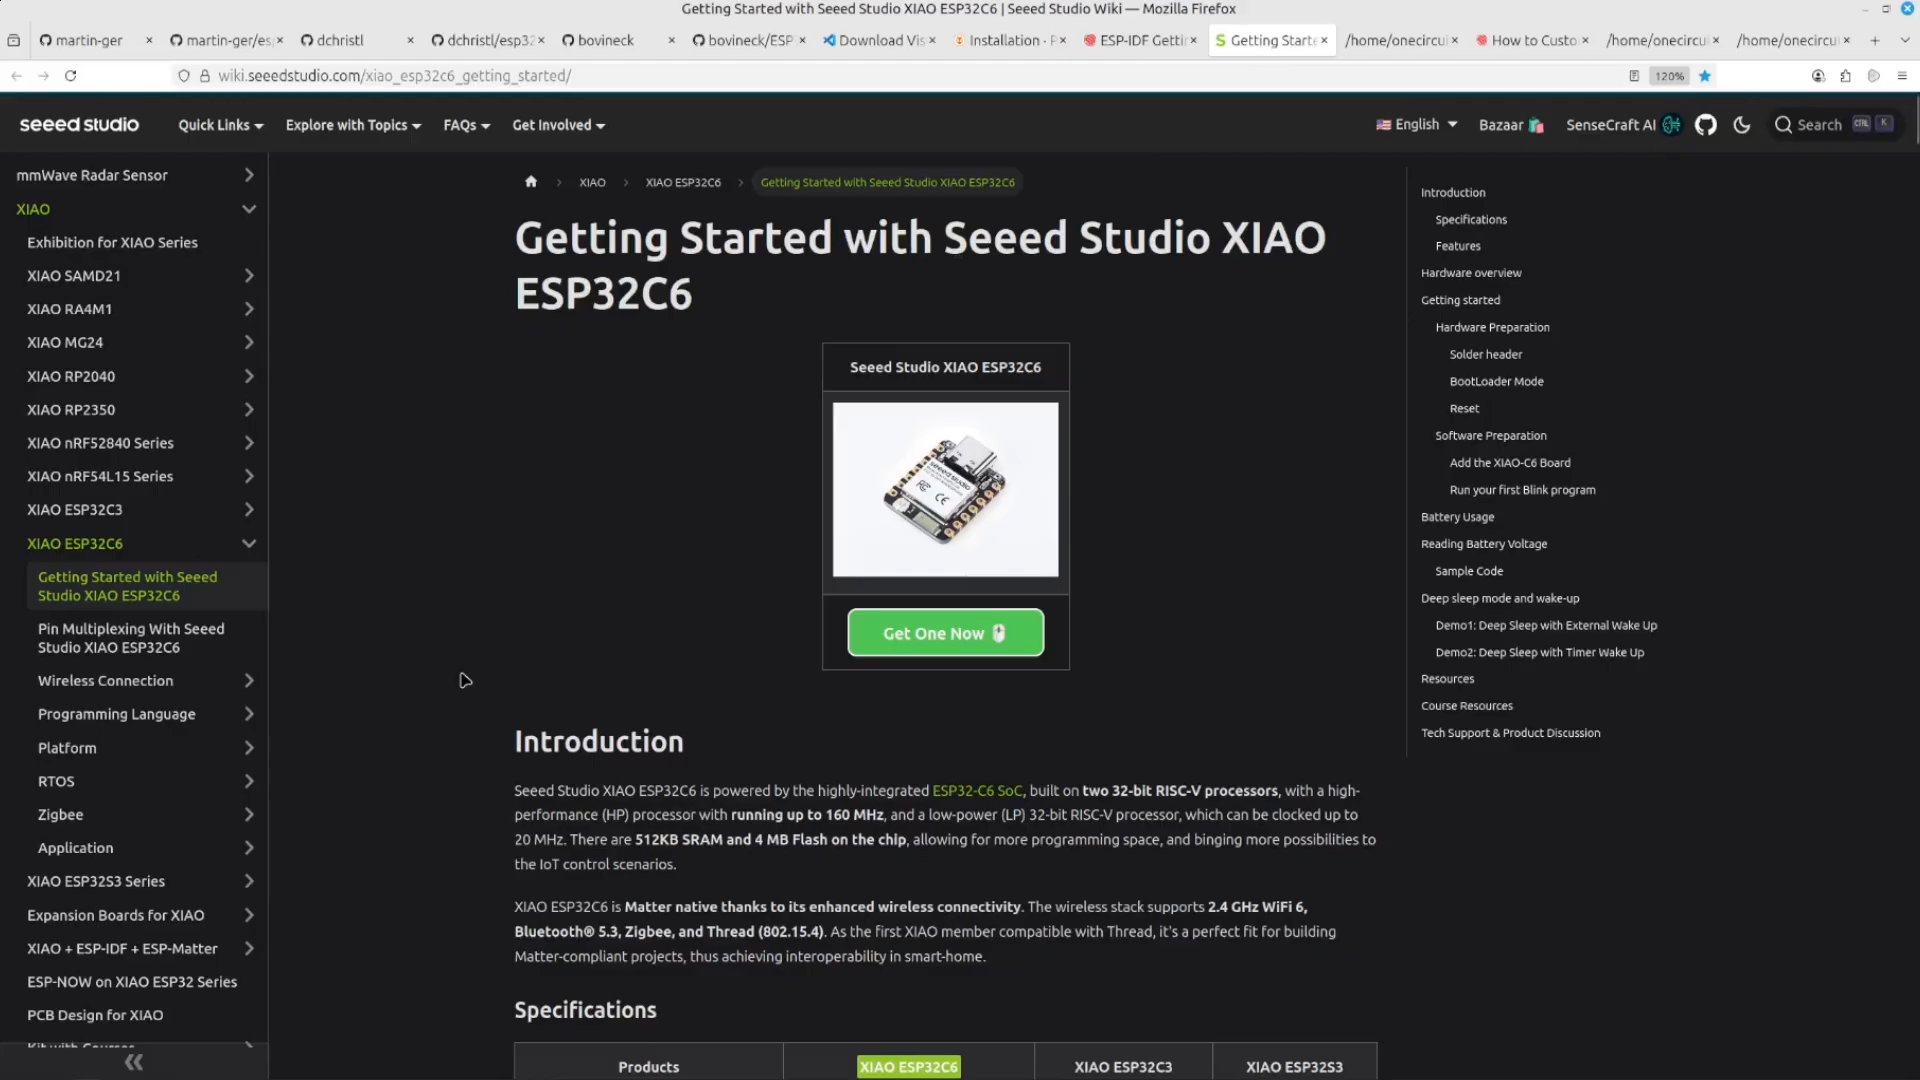 Getting Started with Seeed Studio XIAO ESP32C6 | Seeed Studio Wiki — Mozilla Firefox
martin-ger
martin-ger/es
dchristl
dchristl/esp32
bovineck
bovineck/ESP
Download Vis
Installation - P
ESP-IDF Gettin
Getting Starte
/home/onecircui
How to Custo
/home/onecircui
/home/onecircui
wiki.seeedstudio.com/xiao_esp32c6_getting_started/
120%
seeed studio
Quick Links
Explore with Topics
FAQs
Get Involved
English
Bazaar
SenseCraft AI
Search
CTRL
K
mmWave Radar Sensor
XIAO
Exhibition for XIAO Series
XIAO SAMD21
XIAO RA4M1
XIAO MG24
XIAO RP2040
XIAO RP2350
XIAO nRF52840 Series
XIAO nRF54L15 Series
XIAO ESP32C3
XIAO ESP32C6
Getting Started with Seeed
Studio XIAO ESP32C6
Pin Multiplexing With Seeed
Studio XIAO ESP32C6
Wireless Connection
Programming Language
Platform
RTOS
Zigbee
Application
XIAO ESP32S3 Series
Expansion Boards for XIAO
XIAO + ESP-IDF + ESP-Matter
ESP-NOW on XIAO ESP32 Series
PCB Design for XIAO
Kit with Courses
XIAO
XIAO ESP32C6
Getting Started with Seeed Studio XIAO ESP32C6
Getting Started with Seeed Studio XIAO
ESP32C6
Seeed Studio XIAO ESP32C6
seeed studio
CE
Get One Now
Introduction
Seeed Studio XIAO ESP32C6 is powered by the highly-integrated ESP32-C6 SoC, built on two 32-bit RISC-V processors, with a high-
performance (HP) processor with running up to 160 MHz, and a low-power (LP) 32-bit RISC-V processor, which can be clocked up to
20 MHz. There are 512KB SRAM and 4 MB Flash on the chip, allowing for more programming space, and binging more possibilities to
the IoT control scenarios.
XIAO ESP32C6 is Matter native thanks to its enhanced wireless connectivity. The wireless stack supports 2.4 GHz WiFi 6,
Bluetooth® 5.3, Zigbee, and Thread (802.15.4). As the first XIAO member compatible with Thread, it's a perfect fit for building
Matter-compliant projects, thus achieving interoperability in smart-home.
Specifications
Products
XIAO ESP32C6
XIAO ESP32C3
XIAO ESP32S3
Introduction
Specifications
Features
Hardware overview
Getting started
Hardware Preparation
Solder header
BootLoader Mode
Reset
Software Preparation
Add the XIAO-C6 Board
Run your first Blink program
Battery Usage
Reading Battery Voltage
Sample Code
Deep sleep mode and wake-up
Demo1: Deep Sleep with External Wake Up
Demo2: Deep Sleep with Timer Wake Up
Resources
Course Resources
Tech Support & Product Discussion